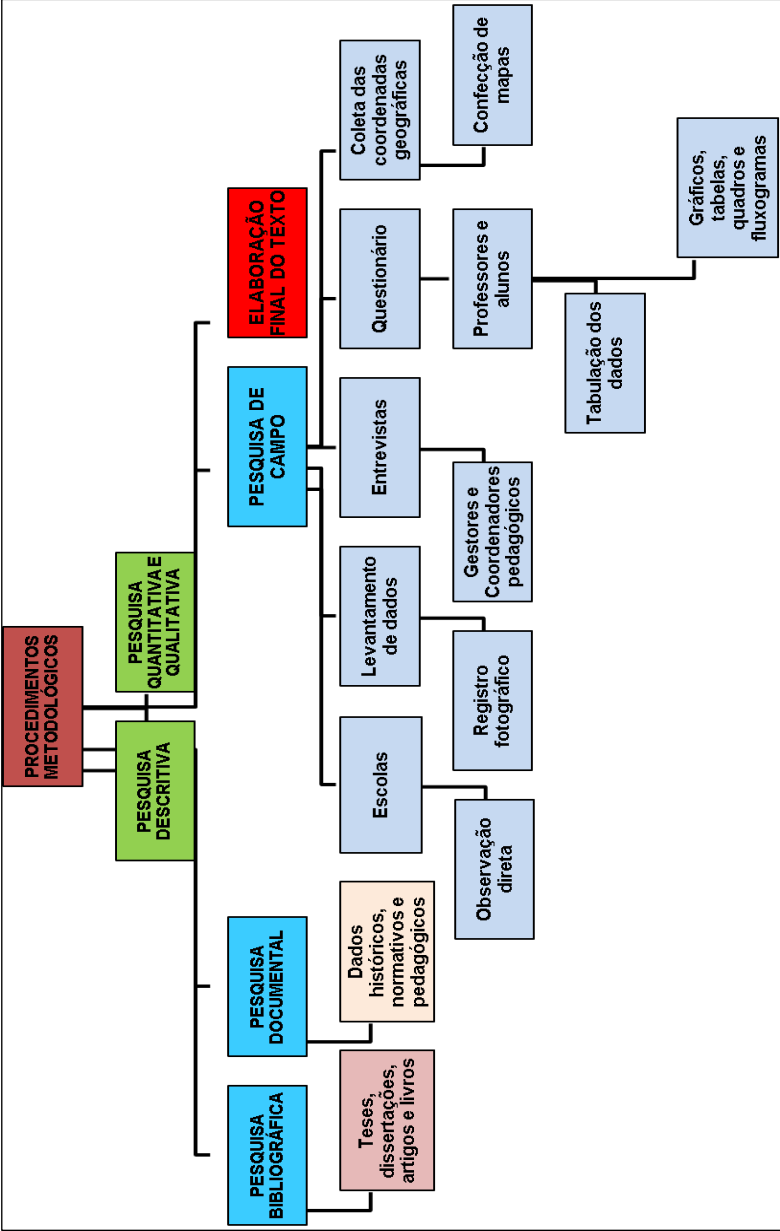 PROCEDIMENTOS
METODOLÓGICOS
PESQUISA
DESCRITIVA
PESQUISA
QUANTITATIVA E
QUALITATIVA
PESQUISA
BIBLIOGRÁFICA
PESQUISA
DOCUMENTAL
PESQUISA DE
CAMPO
ELABORAÇÃO
FINAL DO TEXTO
Teses,
dissertações,
artigos e livros
Dados
históricos,
normativos e
pedagógicos
Escolas
Levantamento
de dados
Entrevistas
Questionário
Coleta das
coordenadas
geográficas
Observação
direta
Registro
fotográfico
Gestores e
Coordenadores
pedagógicos
Professores e
alunos
Confecção de
mapas
Tabulação dos
dados
Gráficos,
tabelas,
quadros e
fluxogramas